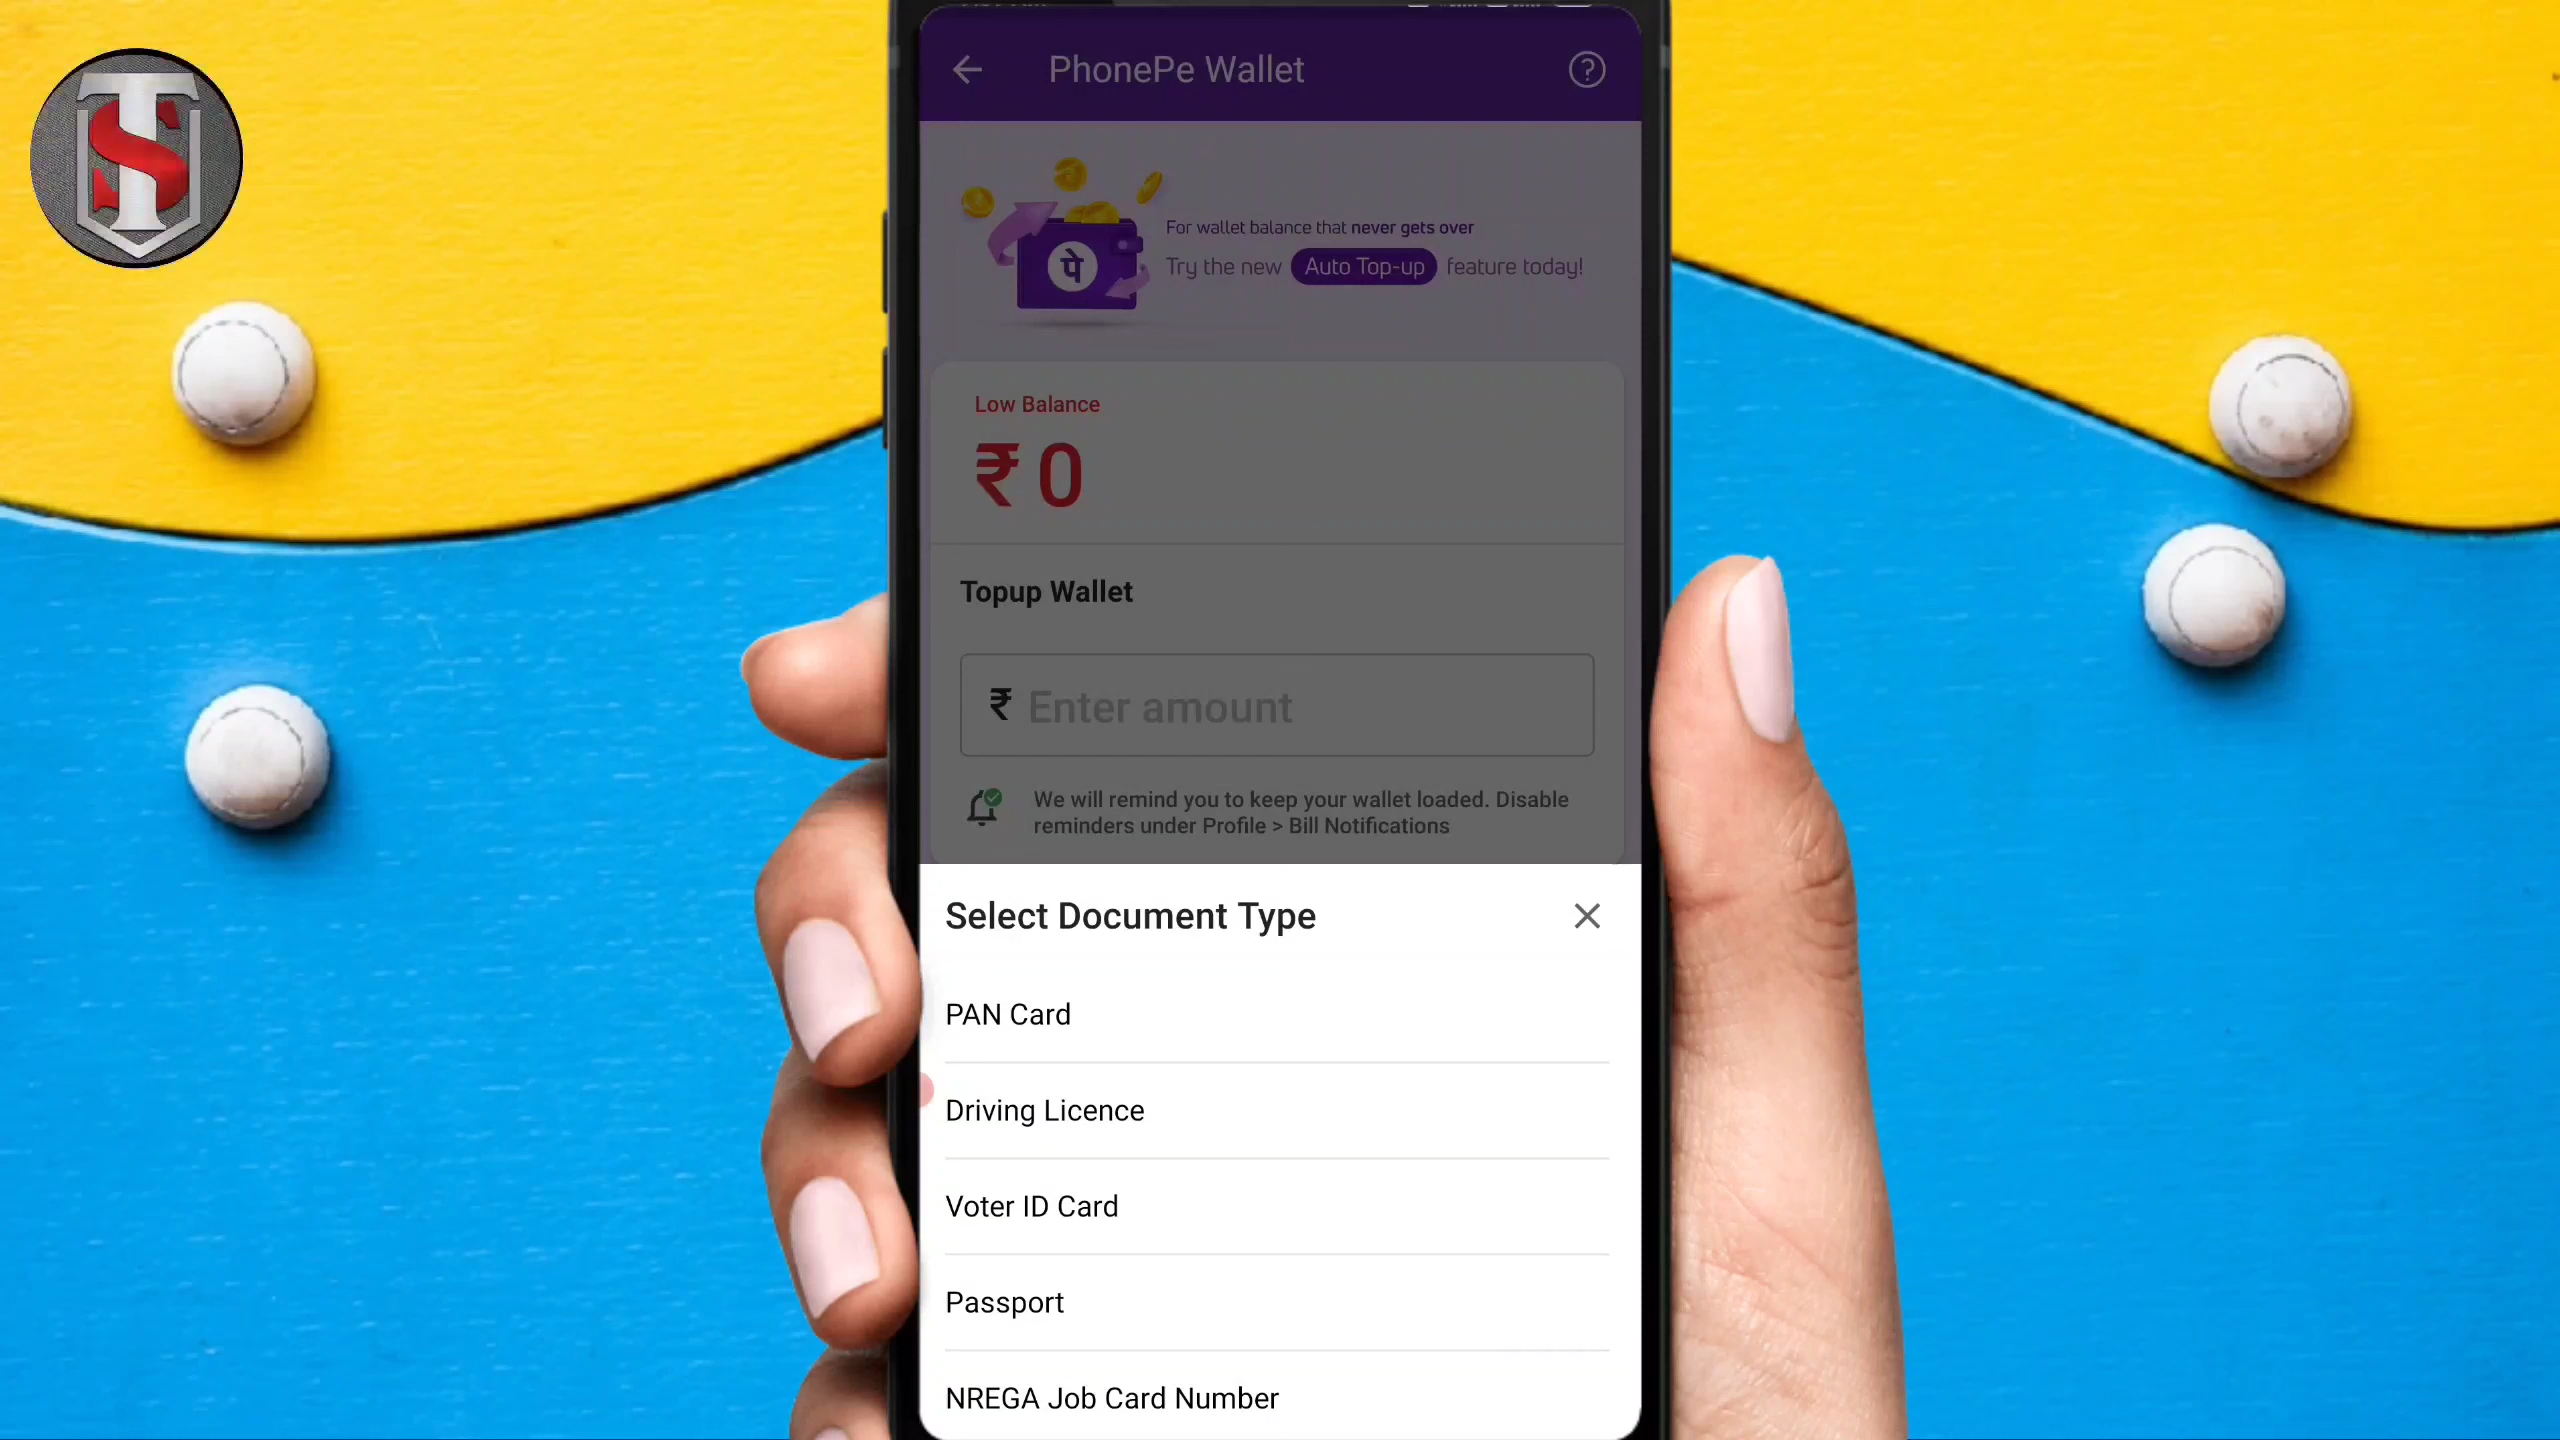 TS
PhonePe Wallet
पे
For wallet balance that never gets over
Try the new Auto Top-up feature today!
Low Balance
₹ 0
Topup Wallet
₹ Enter amount
We will remind you to keep your wallet loaded. Disable
reminders under Profile > Bill Notifications
Select Document Type
PAN Card
Driving Licence
Voter ID Card
Passport
NREGA Job Card Number